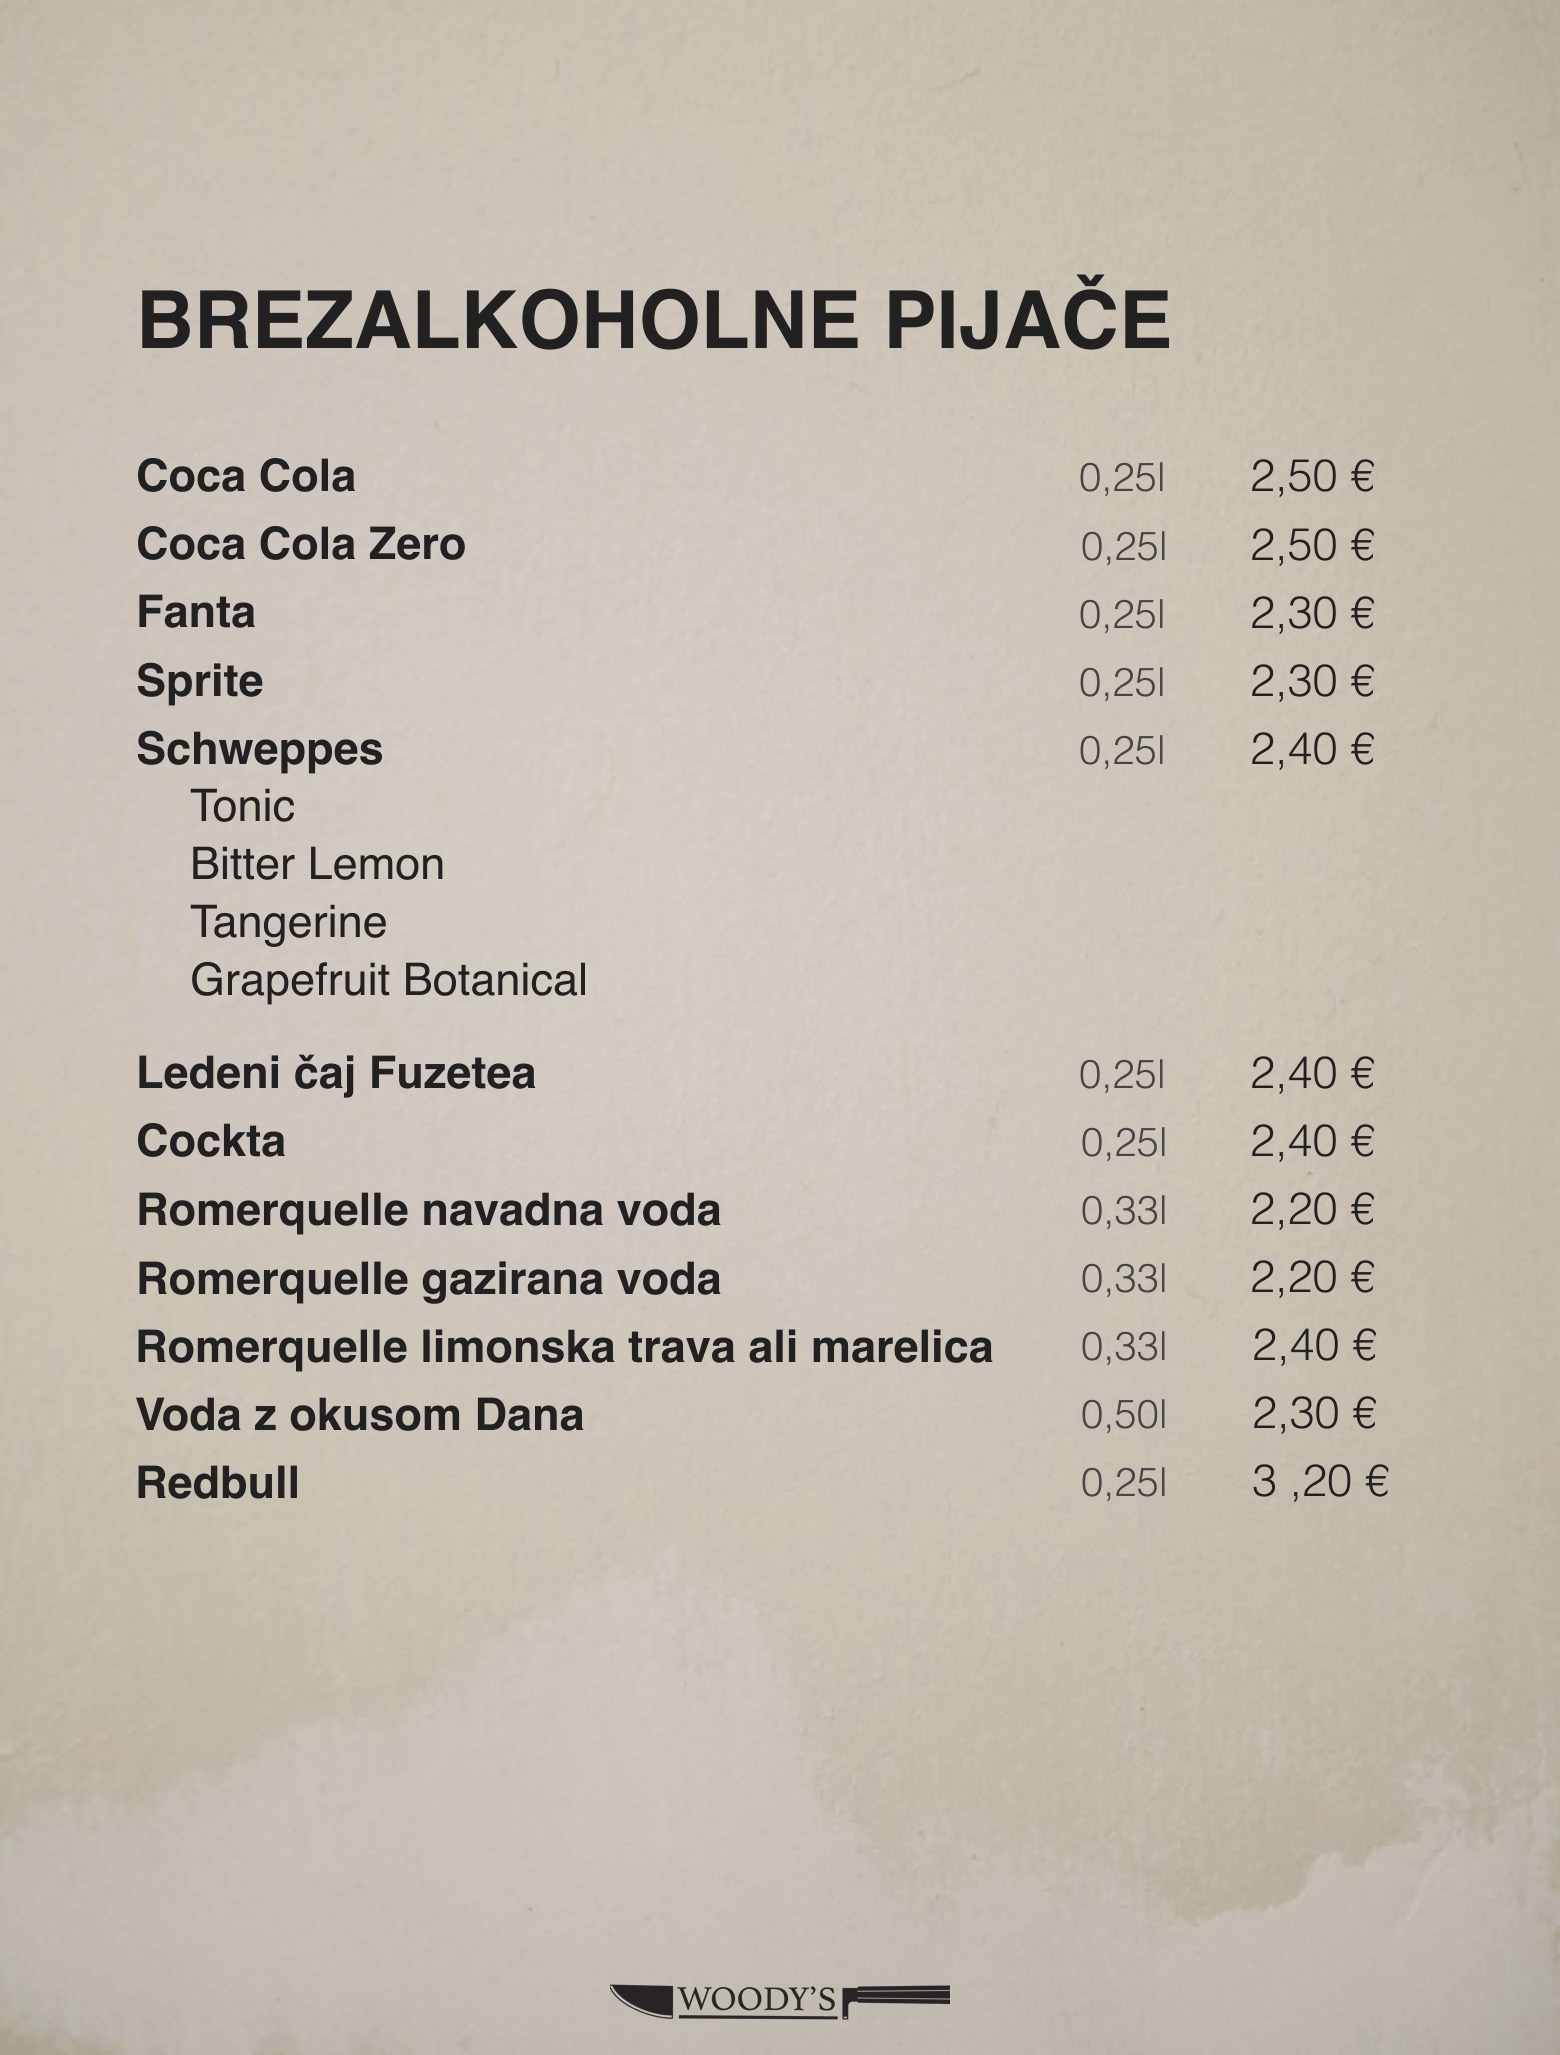 BREZALKOHOLNE PIJAČE
Coca Cola 0,25l 2,50 €
Coca Cola Zero 0,25l 2,50 €
Fanta 0,25l 2,30 €
Sprite 0,25l 2,30 €
Schweppes 0,25l 2,40 €
Tonic
Bitter Lemon
Tangerine
Grapefruit Botanical
Ledeni čaj Fuzetea 0,25l 2,40 €
Cockta 0,25l 2,40 €
Romerquelle navadna voda 0,33l 2,20 €
Romerquelle gazirana voda 0,33l 2,20 €
Romerquelle limonska trava ali marelica 0,33l 2,40 €
Voda z okusom Dana 0,50l 2,30 €
Redbull 0,25l 3 ,20 €
WOODY'S